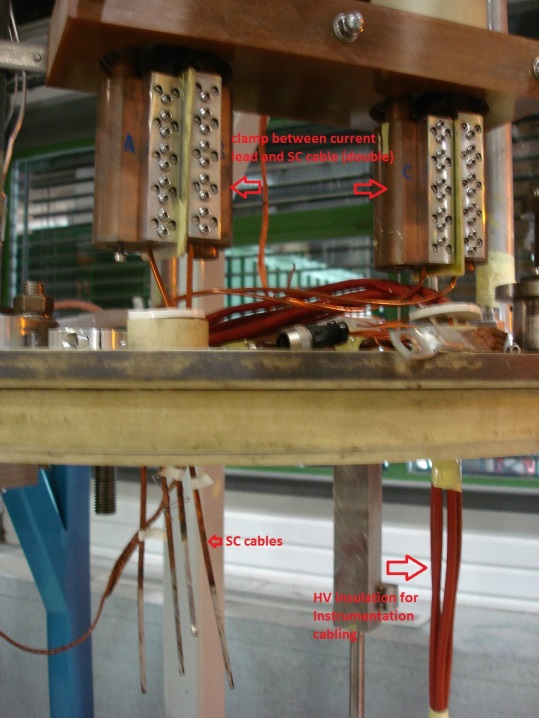 clamp between current
lead and SC cable (double)
A
C
SC cables
HV Insulation for
Instrumentation
cabling